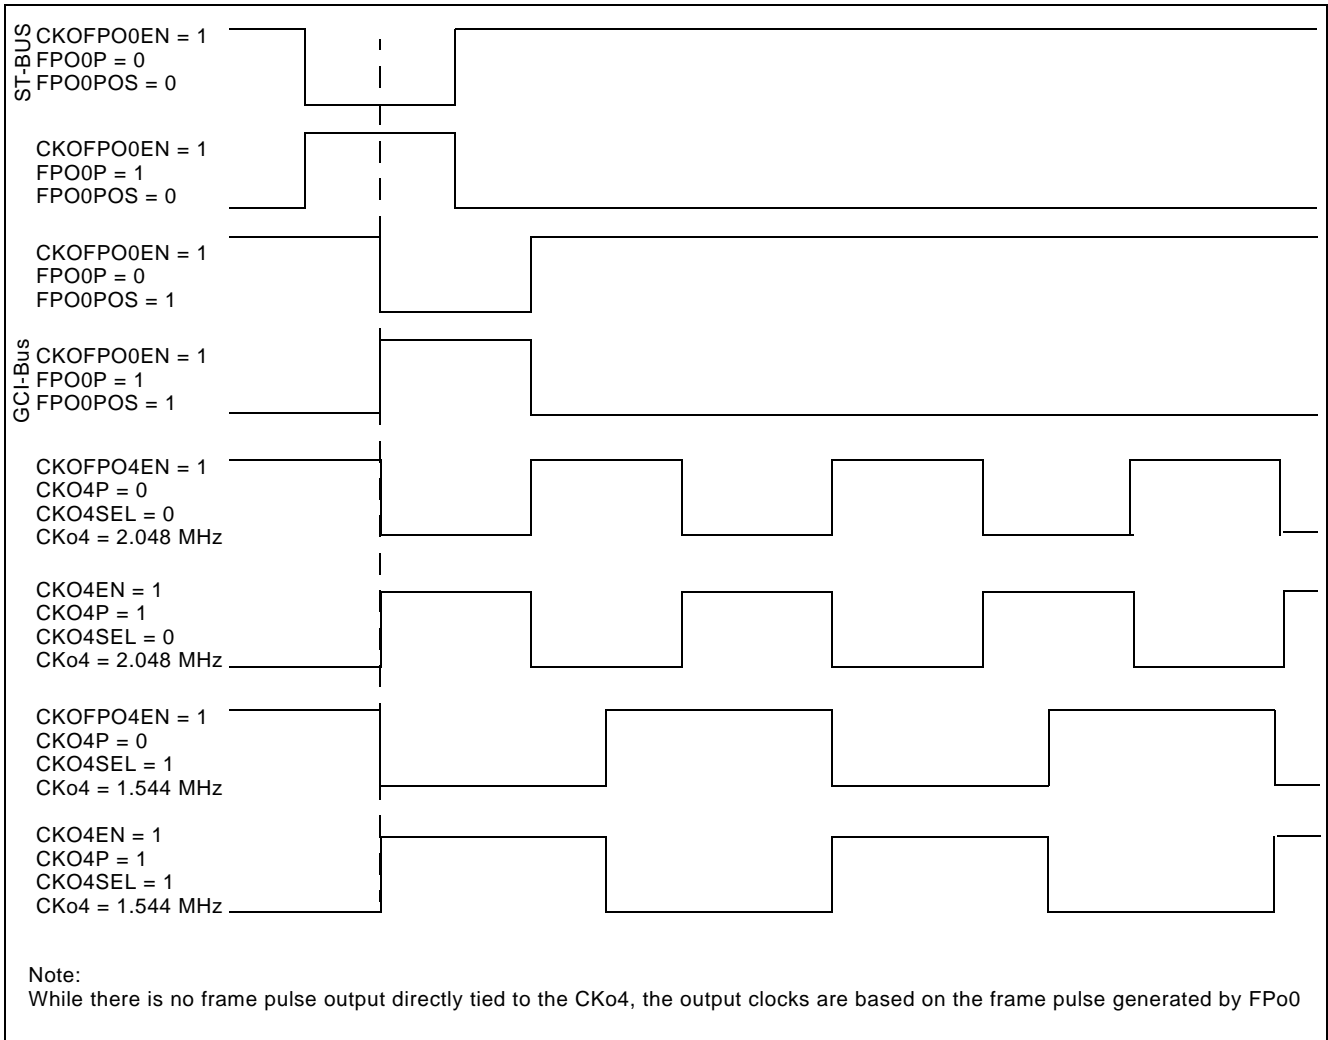 ST-BUS
CKOFPO0EN = 1
FPO0P = 0
FPO0POS = 0
CKOFPO0EN = 1
FPO0P = 1
FPO0POS = 0
CKOFPO0EN = 1
FPO0P = 0
FPO0POS = 1
GCI-Bus
CKOFPO0EN = 1
FPO0P = 1
FPO0POS = 1
CKOFPO4EN = 1
CKO4P = 0
CKO4SEL = 0
CKo4 = 2.048 MHz
CKO4EN = 1
CKO4P = 1
CKO4SEL = 0
CKo4 = 2.048 MHz
CKOFPO4EN = 1
CKO4P = 0
CKO4SEL = 1
CKo4 = 1.544 MHz
CKO4EN = 1
CKO4P = 1
CKO4SEL = 1
CKo4 = 1.544 MHz
Note:
While there is no frame pulse output directly tied to the CKo4, the output clocks are based on the frame pulse generated by FPo0